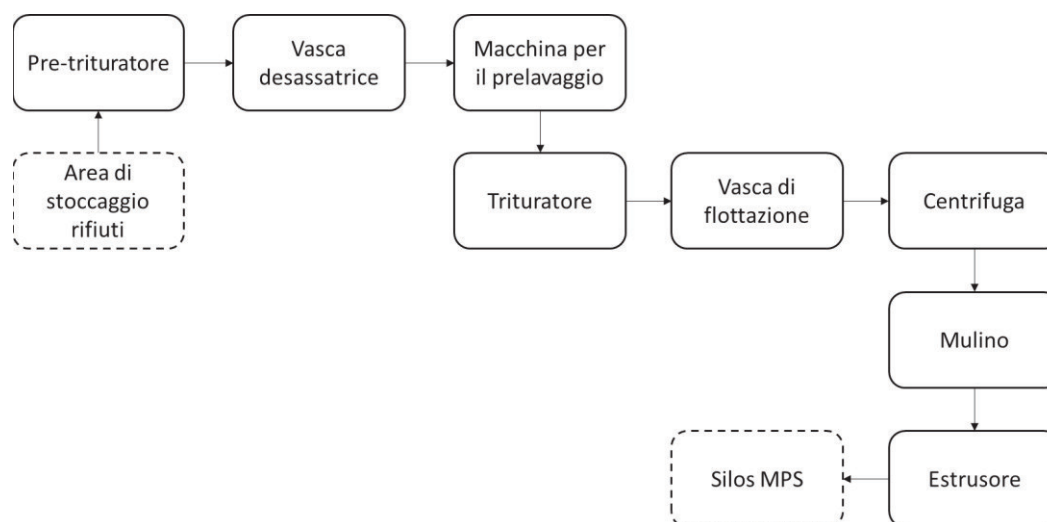 Pre-trituratore
Vasca
desassatrice
Macchina per
il prelavaggio
Area di
stoccaggio
rifiuti
Trituratore
Vasca di
flottazione
Centrifuga
Mulino
Silos MPS
Estrusore